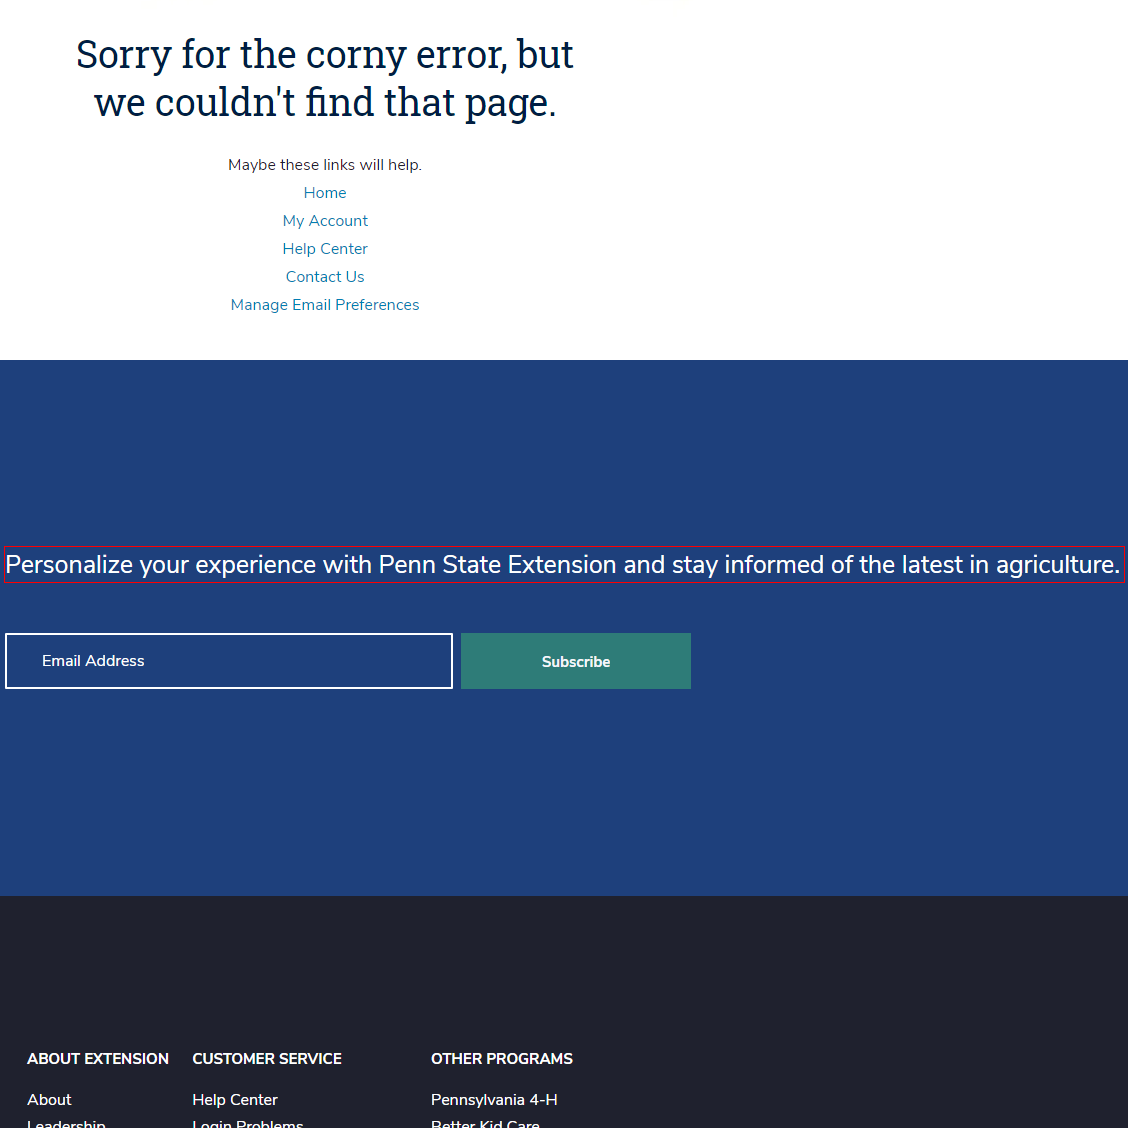 Sorry for the corny error, but
we couldn't find that page.
Maybe these links will help.
Home
My Account
Help Center
Contact Us
Manage Email Preferences
Personalize your experience with Penn State Extension and stay informed of the latest in agriculture.
Email Address
Subscribe
ABOUT EXTENSION
About
Leadership
CUSTOMER SERVICE
Help Center
Login Problems
OTHER PROGRAMS
Pennsylvania 4-H
Better Kid Care